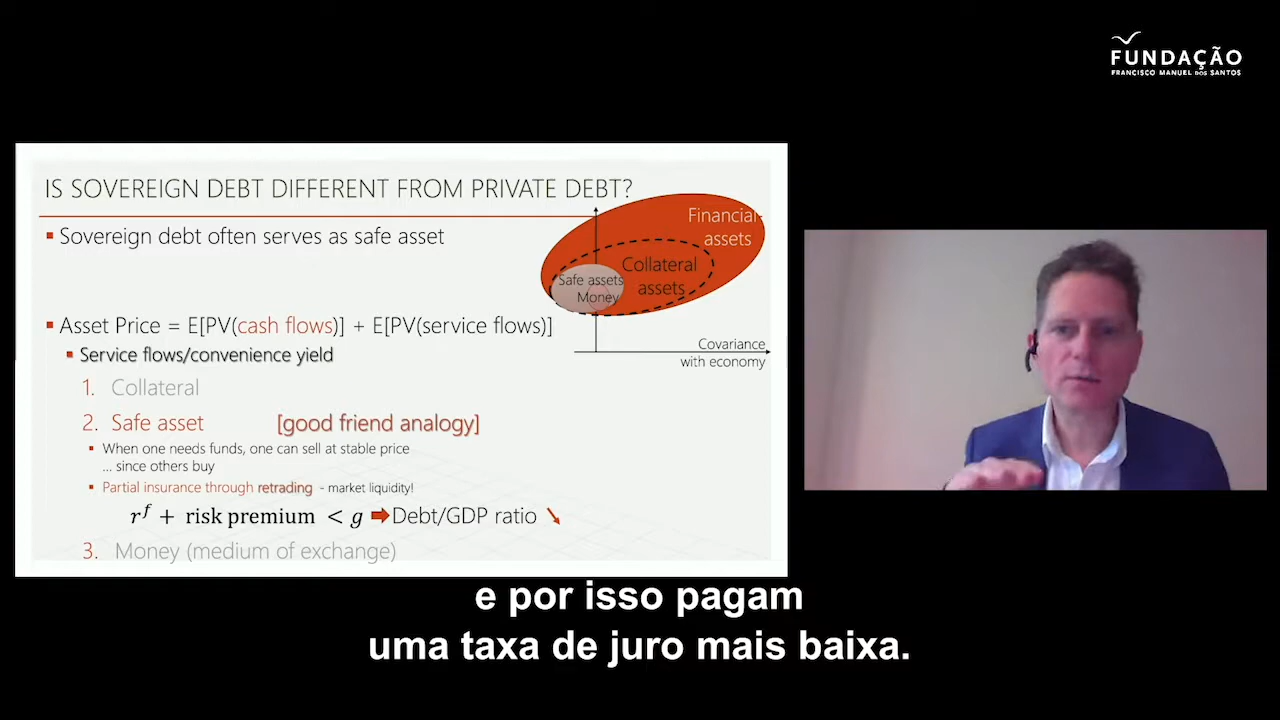 FUNDAÇÃO
FRANCISCO MANUEL DOS SANTOS
IS SOVEREIGN DEBT DIFFERENT FROM PRIVATE DEBT?
Sovereign debt often serves as safe asset
Financial
assets
Collateral
assets
Safe assets
Money
Covariance
with economy
Asset Price = E[PV(cash flows)] + E[PV(service flows)]
Service flows/convenience yield
1. Collateral
2. Safe asset [good friend analogy]
When one needs funds, one can sell at stable price
... since others buy
Partial insurance through retrading - market liquidity!
r^f + risk premium < g ➡ Debt/GDP ratio ↘
3. Money (medium of exchange)
e por isso pagam
uma taxa de juro mais baixa.